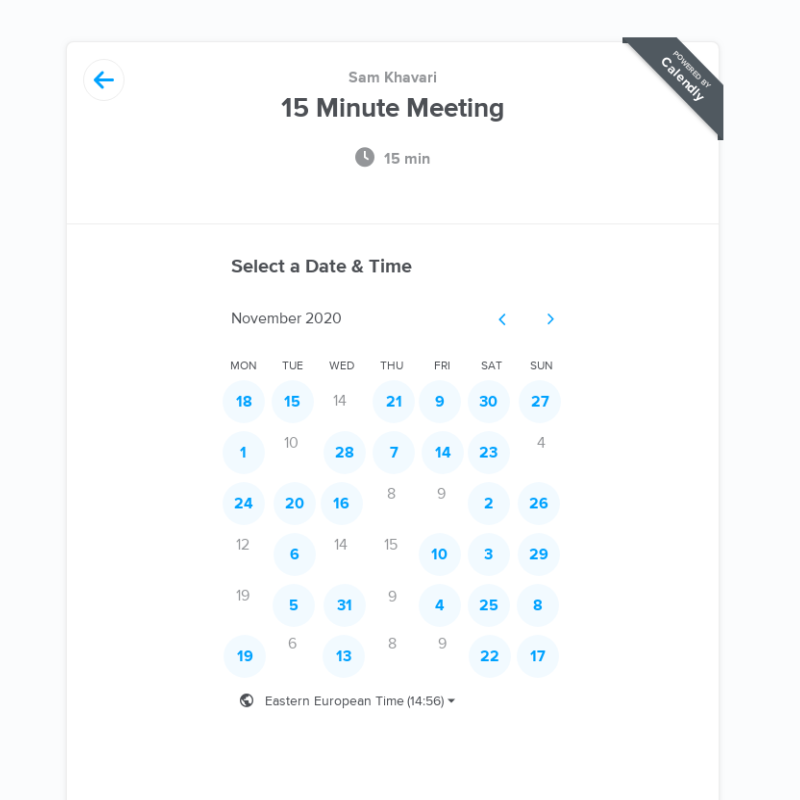 POWERED BY
Calendly
Sam Khavari
15 Minute Meeting
15 min
Select a Date & Time
November 2020
MON TUE WED THU FRI SAT SUN
18 15 14 21 9 30 27
1 10 28 7 14 23 4
24 20 16 8 9 2 26
12 6 14 15 10 3 29
19 5 31 9 4 25 8
19 6 13 8 9 22 17
Eastern European Time (14:56)